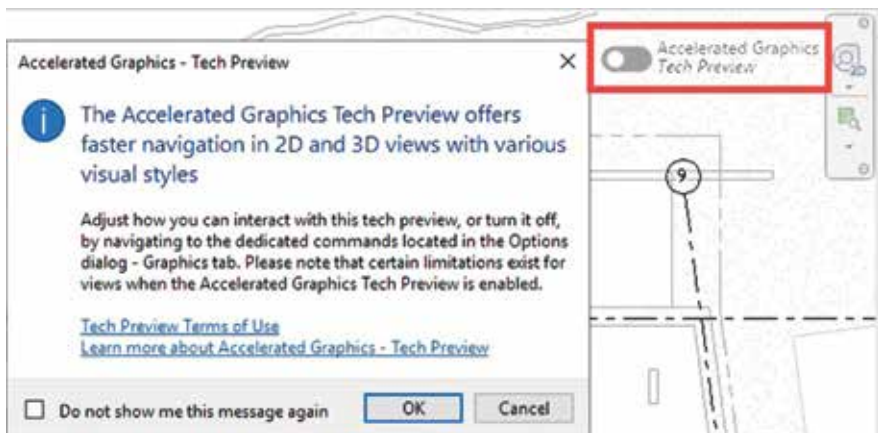 Accelerated Graphics - Tech Preview
The Accelerated Graphics Tech Preview offers
faster navigation in 2D and 3D views with various
visual styles
Adjust how you can interact with this tech preview, or turn it off,
by navigating to the dedicated commands located in the Options
dialog - Graphics tab. Please note that certain limitations exist for
views when the Accelerated Graphics Tech Preview is enabled.
Tech Preview Terms of Use
Learn more about Accelerated Graphics - Tech Preview
Do not show me this message again
OK
Cancel
Accelerated Graphics
Tech Preview
2D
9